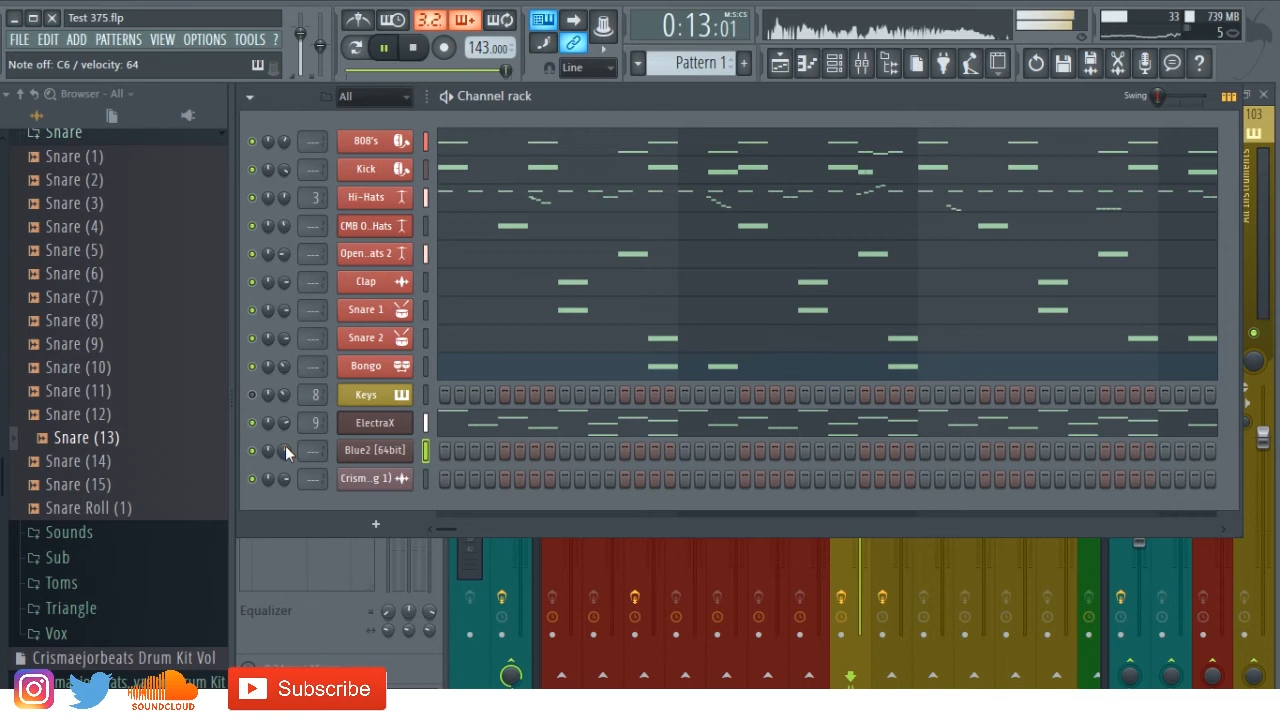 Test 375.flp
FILE EDIT ADD PATTERNS VIEW OPTIONS TOOLS ?
Note off: C6 / velocity: 64
3.2
143.000
Line
0:13:01
M:S:CS
Pattern 1
33
739 MB
5
Browser - All
All
Channel rack
Swing
Snare
Snare (1)
Snare (2)
Snare (3)
Snare (4)
Snare (5)
Snare (6)
Snare (7)
Snare (8)
Snare (9)
Snare (10)
Snare (11)
Snare (12)
Snare (13)
Snare (14)
Snare (15)
Snare Roll (1)
Sounds
Sub
Toms
Triangle
Vox
Crismaejorbeats Drum Kit Vol
808's
Kick
3
Hi-Hats
CMB O..Hats
Open..ats 2
Clap
Snare 1
Snare 2
Bongo
8
Keys
9
ElectraX
Blue2 [64bit]
Crism..g 1)
103
All Instruments
Equalizer
SOUNDCLOUD
Subscribe